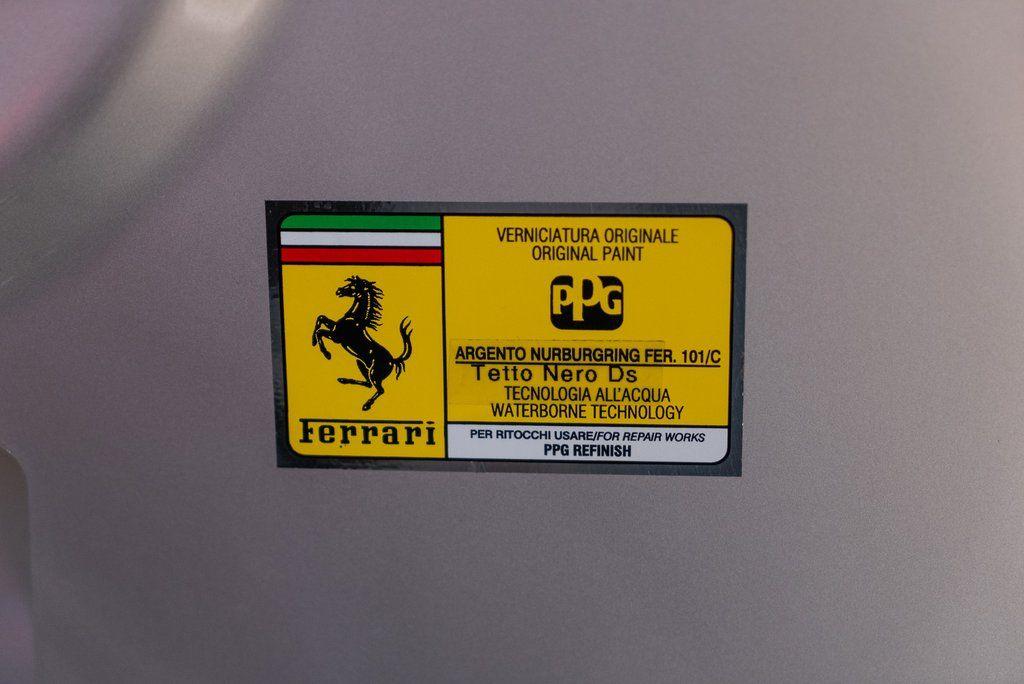 VERNICIATURA ORIGINALE
ORIGINAL PAINT
PPG
ARGENTO NURBURGRING FER. 101/C
Tetto Nero Ds
TECNOLOGIA ALL'ACQUA
WATERBORNE TECHNOLOGY
Ferrari
PER RITOCCHI USARE/FOR REPAIR WORKS
PPG REFINISH